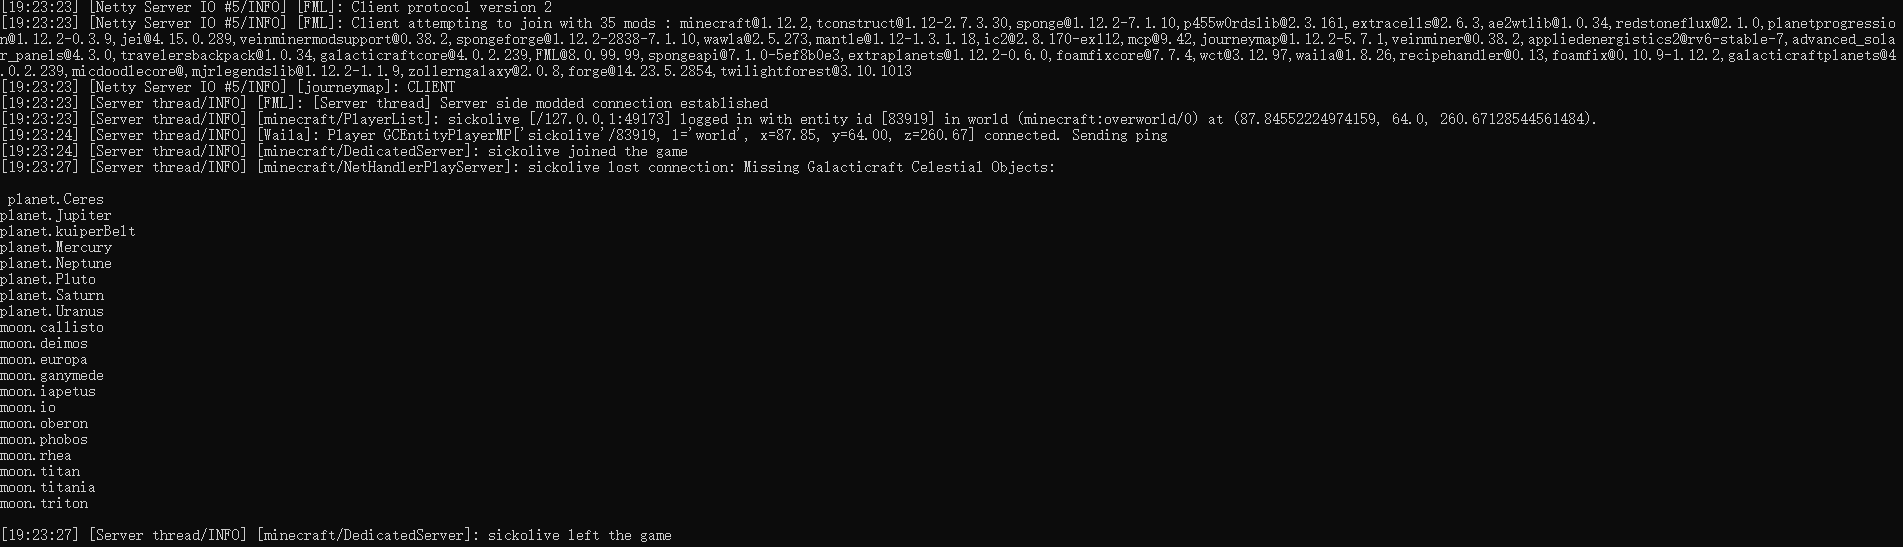 [19:23:23] [Netty Server IO #5/INFO] [FML]: Client protocol version 2
[19:23:23] [Netty Server IO #5/INFO] [FML]: Client attempting to join with 35 mods : minecraft@1.12.2,tconstruct@1.12-2.7.3.30,sponge@1.12.2-7.1.10,p455w0rdslib@2.3.161,extracells@2.6.3,ae2wtlib@1.0.34,redstoneflux@2.1.0,planetprogressio
n@1.12.2-0.3.9,jei@4.15.0.289,veinminermodsupport@0.38.2,spongeforge@1.12.2-2838-7.1.10,wawla@2.5.273,mantle@1.12-1.3.1.18,ic2@2.8.170-ex112,mcp@9.42,journeymap@1.12.2-5.7.1,veinminer@0.38.2,appliedenergistics2@rv6-stable-7,advanced_sola
r_panels@4.3.0,travelersbackpack@1.0.34,galacticraftcore@4.0.2.239,FML@8.0.99.99,spongeapi@7.1.0-5ef8b0e3,extraplanets@1.12.2-0.6.0,foamfixcore@7.7.4,wct@3.12.97,waila@1.8.26,recipehandler@0.13,foamfix@0.10.9-1.12.2,galacticraftplanets@4
.0.2.239,micdoodlecore@,mjrlegendslib@1.12.2-1.1.9,zollerngalaxy@2.0.8,forge@14.23.5.2854,twilightforest@3.10.1013
[19:23:23] [Netty Server IO #5/INFO] [journeymap]: CLIENT
[19:23:23] [Server thread/INFO] [FML]: [Server thread] Server side modded connection established
[19:23:23] [Server thread/INFO] [minecraft/PlayerList]: sickolive [/127.0.0.1:49173] logged in with entity id [83919] in world (minecraft:overworld/0) at (87.84552224974159, 64.0, 260.67128544561484).
[19:23:24] [Server thread/INFO] [Waila]: Player GCEntityPlayerMP['sickolive'/83919, l='world', x=87.85, y=64.00, z=260.67] connected. Sending ping
[19:23:24] [Server thread/INFO] [minecraft/DedicatedServer]: sickolive joined the game
[19:23:27] [Server thread/INFO] [minecraft/NetHandlerPlayServer]: sickolive lost connection: Missing Galacticraft Celestial Objects:
planet.Ceres
planet.Jupiter
planet.kuiperBelt
planet.Mercury
planet.Neptune
planet.Pluto
planet.Saturn
planet.Uranus
moon.callisto
moon.deimos
moon.europa
moon.ganymede
moon.iapetus
moon.io
moon.oberon
moon.phobos
moon.rhea
moon.titan
moon.titania
moon.triton
[19:23:27] [Server thread/INFO] [minecraft/DedicatedServer]: sickolive left the game